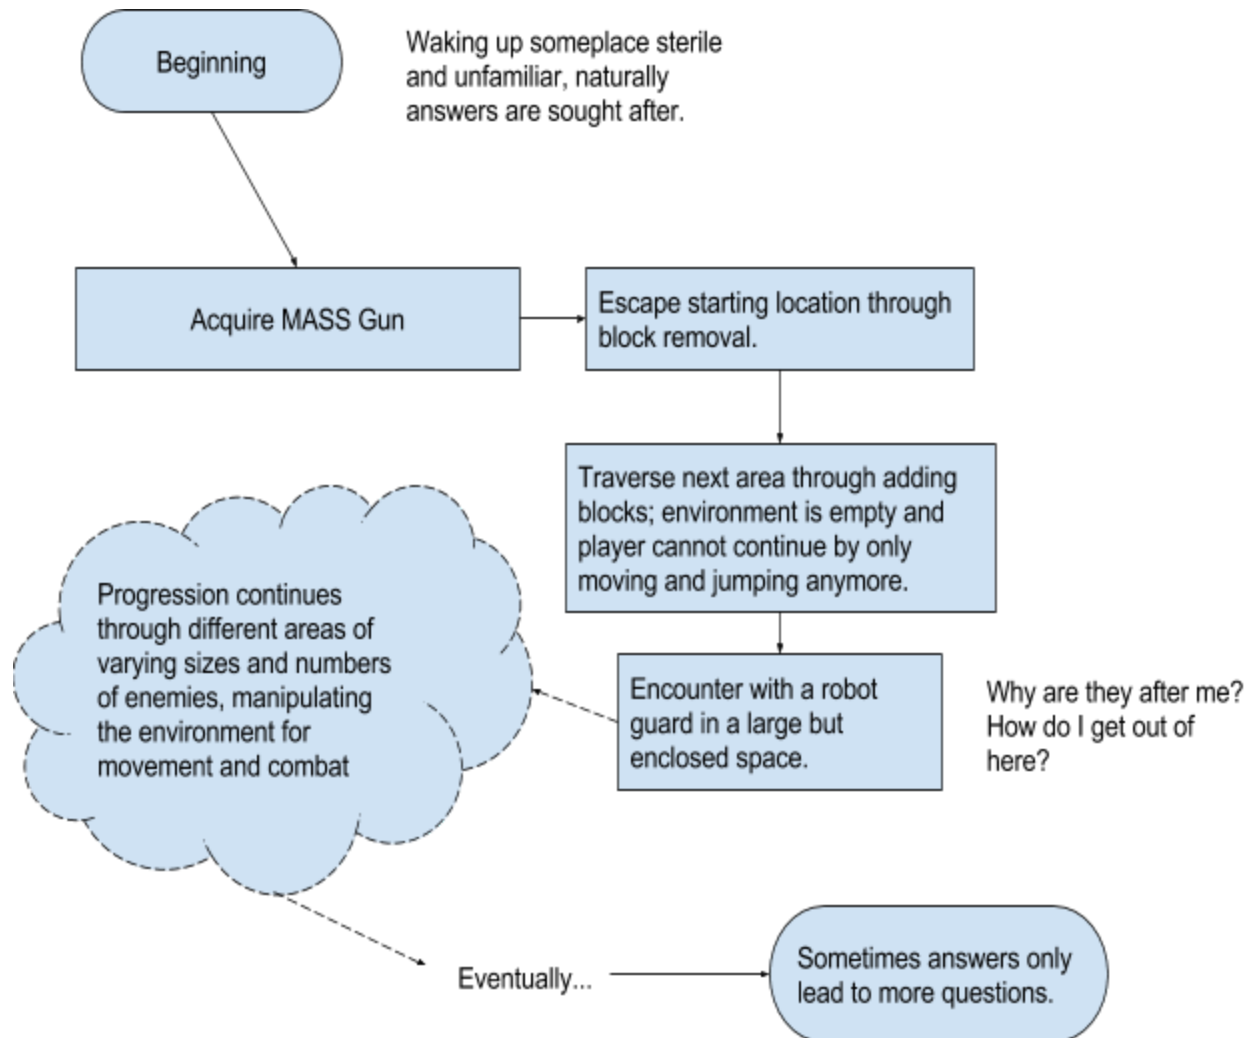 Beginning
Waking up someplace sterile
and unfamiliar, naturally
answers are sought after.
Acquire MASS Gun
Escape starting location through
block removal.
Traverse next area through adding
blocks; environment is empty and
player cannot continue by only
moving and jumping anymore.
Progression continues
through different areas of
varying sizes and numbers
of enemies, manipulating
the environment for
movement and combat
Encounter with a robot
guard in a large but
enclosed space.
Why are they after me?
How do I get out of
here?
Eventually...
Sometimes answers only
lead to more questions.